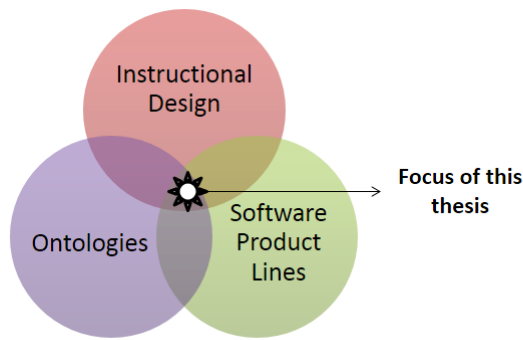 Instructional
Design
Focus of this
thesis
Ontologies
Software
Product
Lines